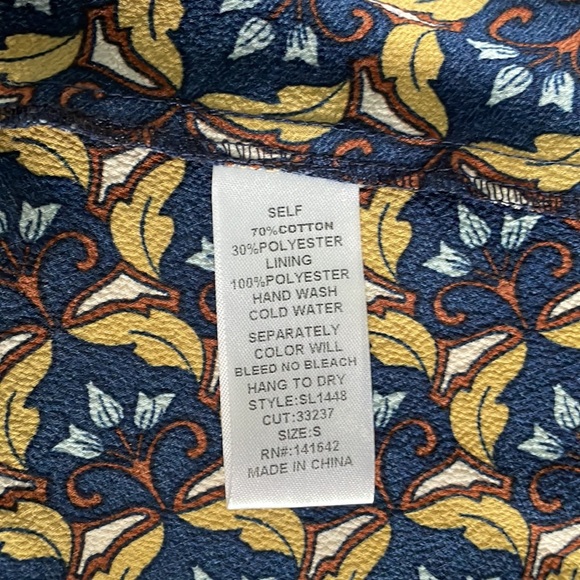 SELF
70%COTTON
30%POLYESTER
LINING
100%POLYESTER
HAND WASH
COLD WATER
SEPARATELY
COLOR WILL
BLEED NO BLEACH
HANG TO DRY
STYLE:SL1448
CUT:33237
SIZE:S
RN#:141642
MADE IN CHINA